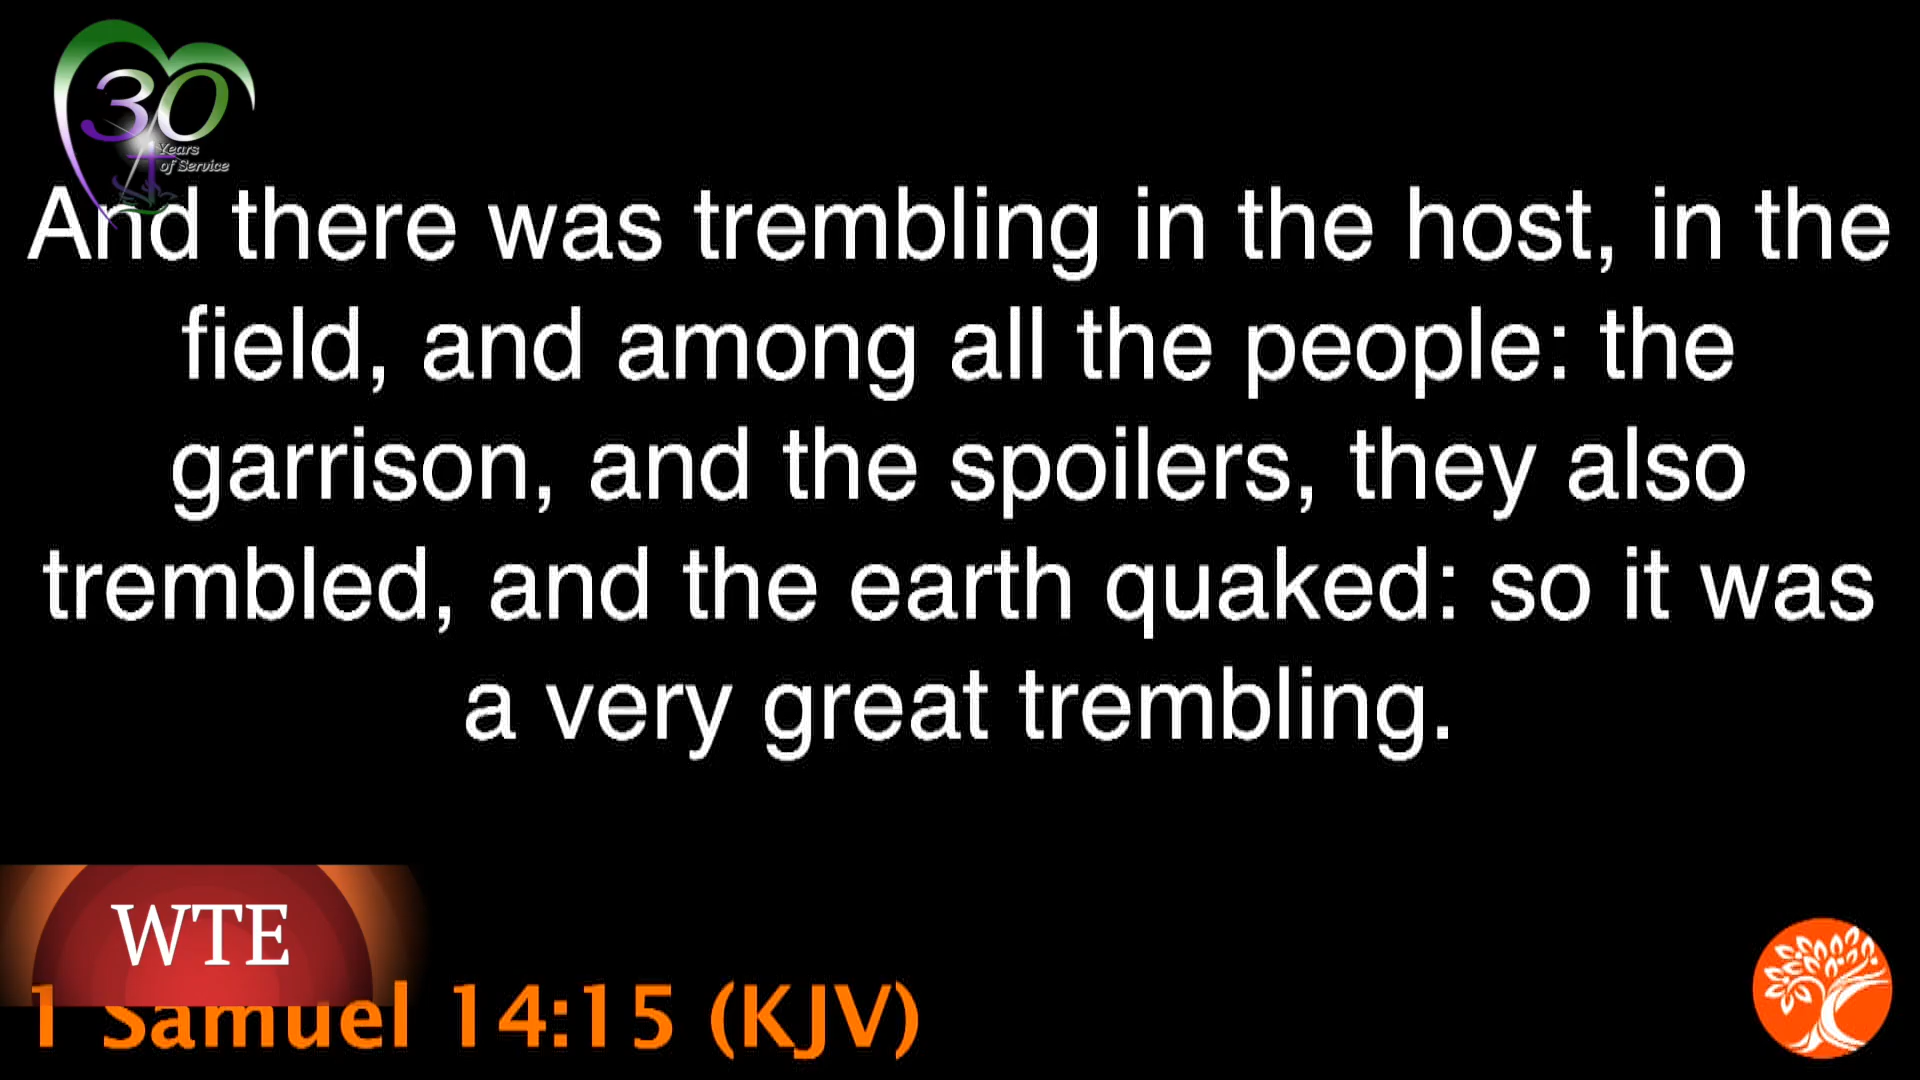 30
Years
of Service
And there was trembling in the host, in the
field, and among all the people: the
garrison, and the spoilers, they also
trembled, and the earth quaked: so it was
a very great trembling.
WTE
1 Samuel 14:15 (KJV)